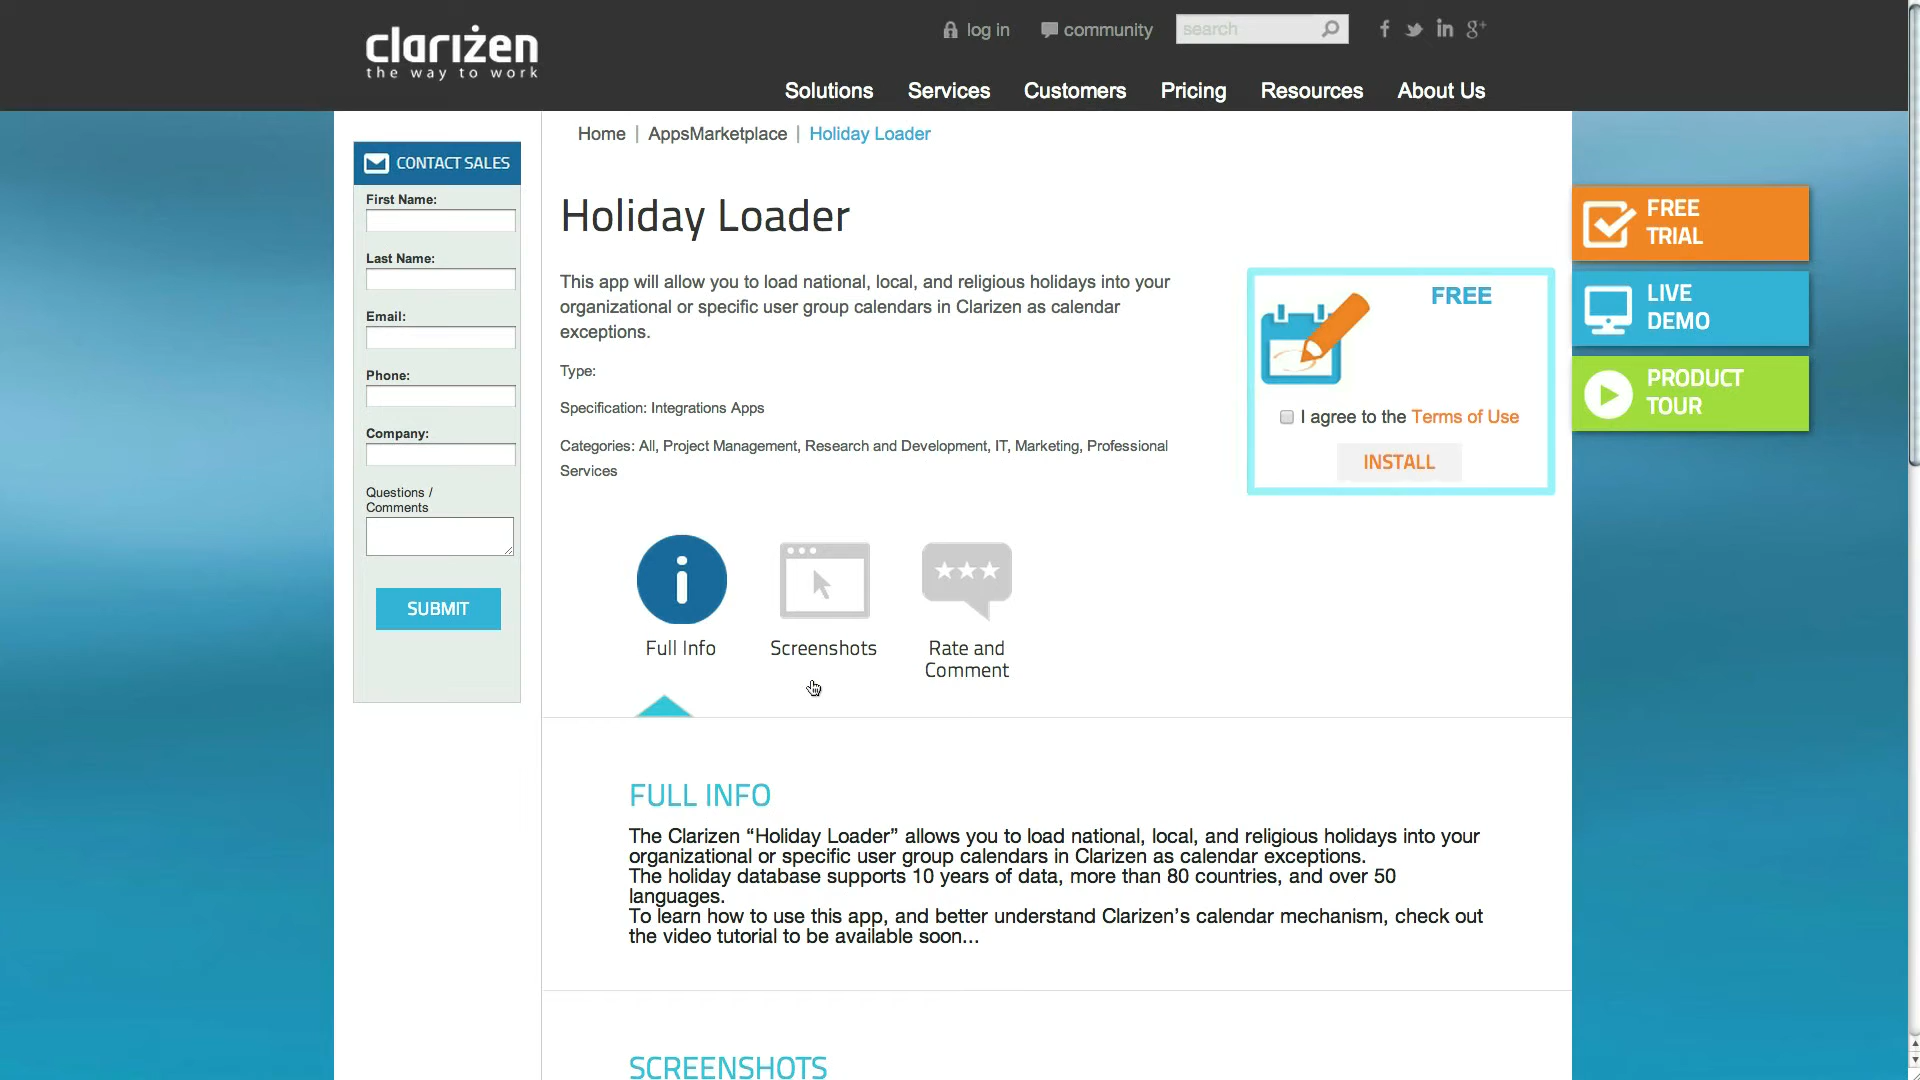 clarizen
the way to work
log in
community
search
Solutions
Services
Customers
Pricing
Resources
About Us
Home | AppsMarketplace | Holiday Loader
CONTACT SALES
First Name:
Last Name:
Email:
Phone:
Company:
Questions /
Comments
SUBMIT
Holiday Loader
This app will allow you to load national, local, and religious holidays into your
organizational or specific user group calendars in Clarizen as calendar
exceptions.
Type:
Specification: Integrations Apps
Categories: All, Project Management, Research and Development, IT, Marketing, Professional
Services
FREE
I agree to the Terms of Use
INSTALL
FREE
TRIAL
LIVE
DEMO
PRODUCT
TOUR
Full Info
Screenshots
Rate and
Comment
FULL INFO
The Clarizen “Holiday Loader” allows you to load national, local, and religious holidays into your
organizational or specific user group calendars in Clarizen as calendar exceptions.
The holiday database supports 10 years of data, more than 80 countries, and over 50
languages.
To learn how to use this app, and better understand Clarizen’s calendar mechanism, check out
the video tutorial to be available soon...
SCREENSHOTS